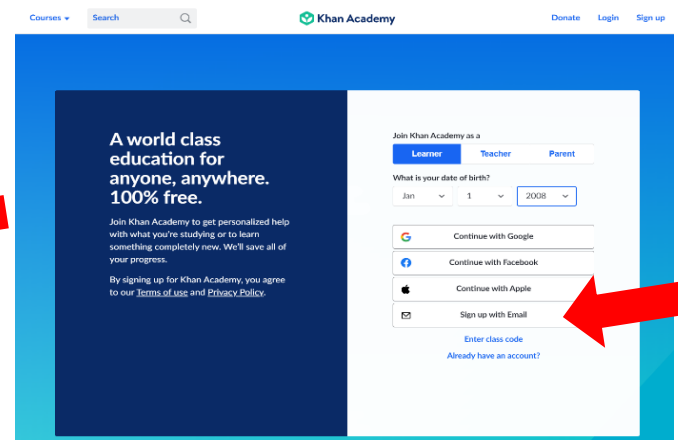 Courses Search Khan Academy Donate Login Sign up
A world class
education for
anyone, anywhere.
100% free.
Join Khan Academy to get personalized help
with what you're studying or to learn
something completely new. We'll save all of
your progress.
By signing up for Khan Academy, you agree
to our Terms of use and Privacy Policy.
Join Khan Academy as a
Learner Teacher Parent
What is your date of birth?
Jan 1 2008
Continue with Google
Continue with Facebook
Continue with Apple
Sign up with Email
Enter class code
Already have an account?